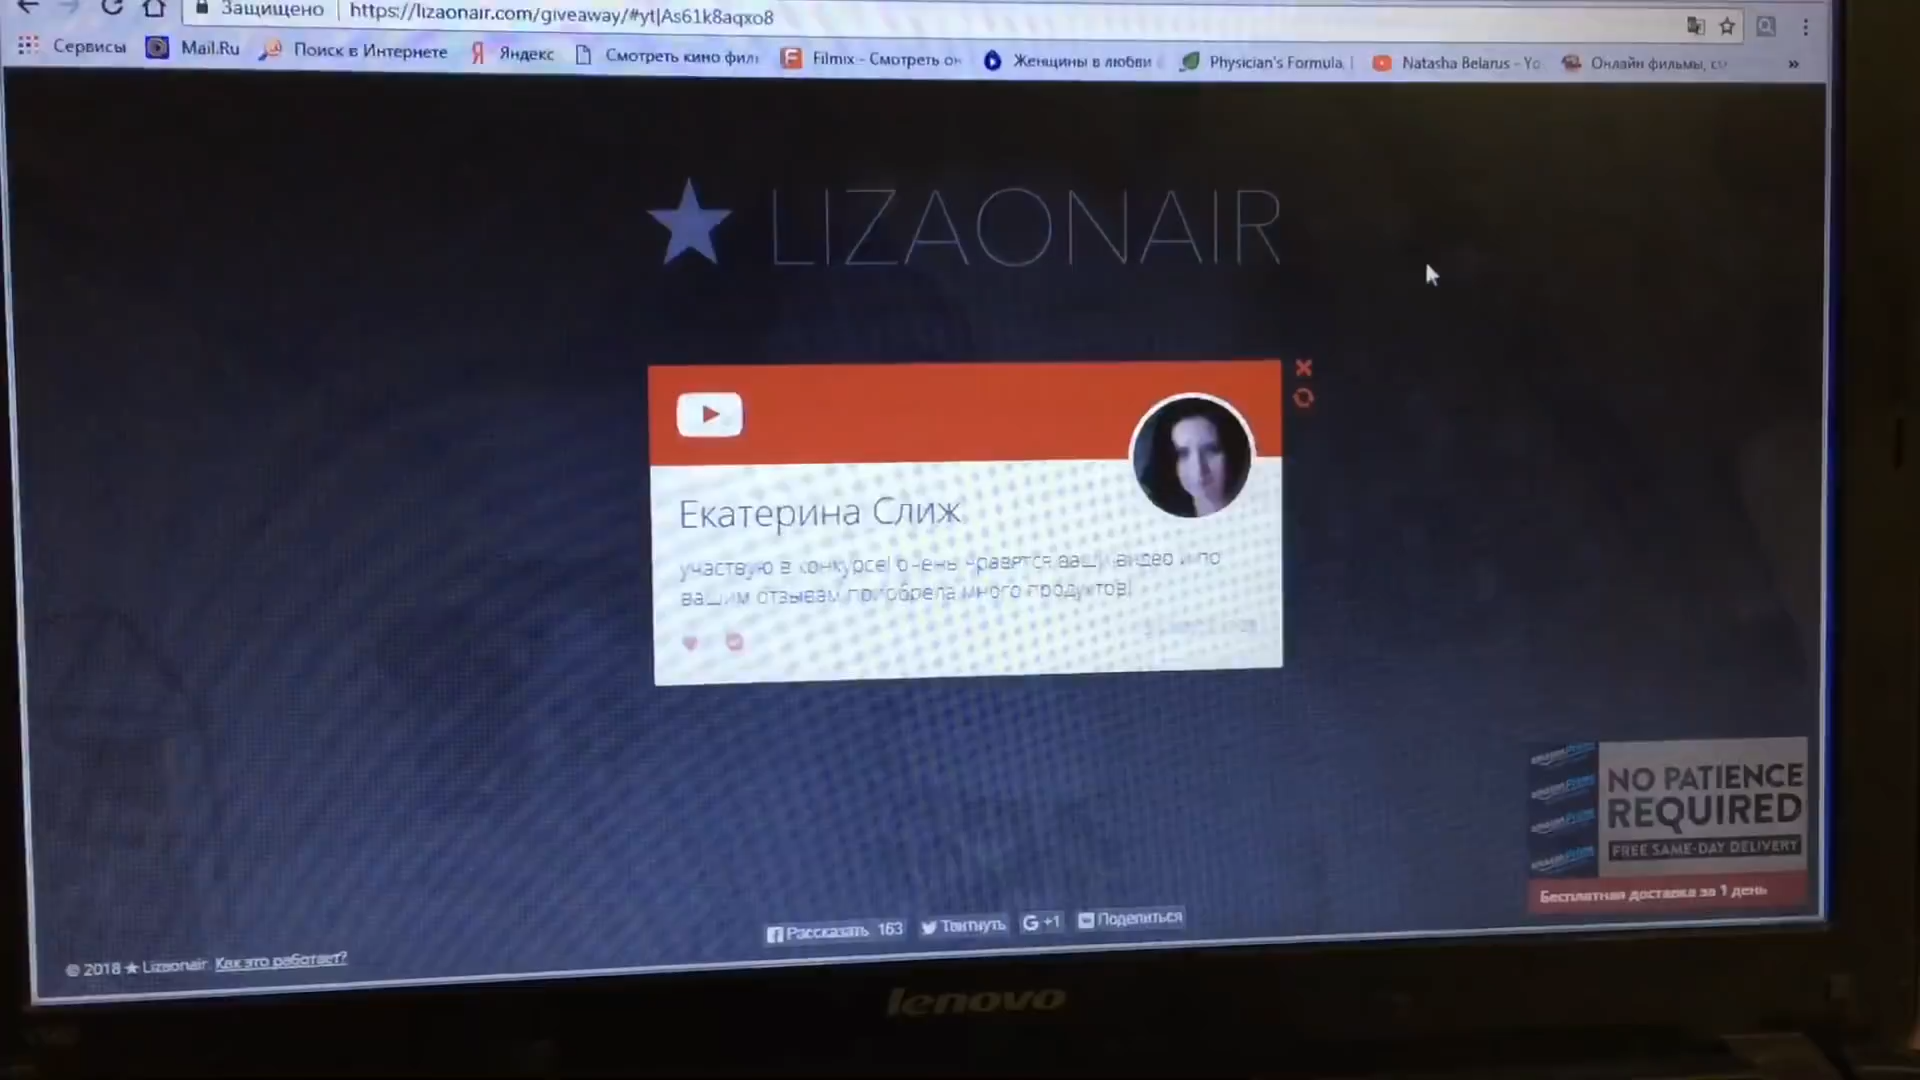 Защищено https://lizaonair.com/giveaway/#yt|As61k8aqxo8
Сервисы Mail.Ru Поиск в Интернете Яндекс Смотреть кино фил Filmix - Смотреть он Женщины в любви Physician's Formula Natasha Belarus - Yo Онлайн фильмы, см »
★ LIZAONAIR
Екатерина Слиж
участвую в конкурсе! очень нравятся ваши видео и по
вашим отзывам приобрела много продуктов!
NO PATIENCE
REQUIRED
FREE SAME-DAY DELIVERY
Бесплатная доставка за 1 день
Рассказать 163 Твитнуть G+1 Поделиться
© 2018 ★ Lizaonair Как это работает?
lenovo